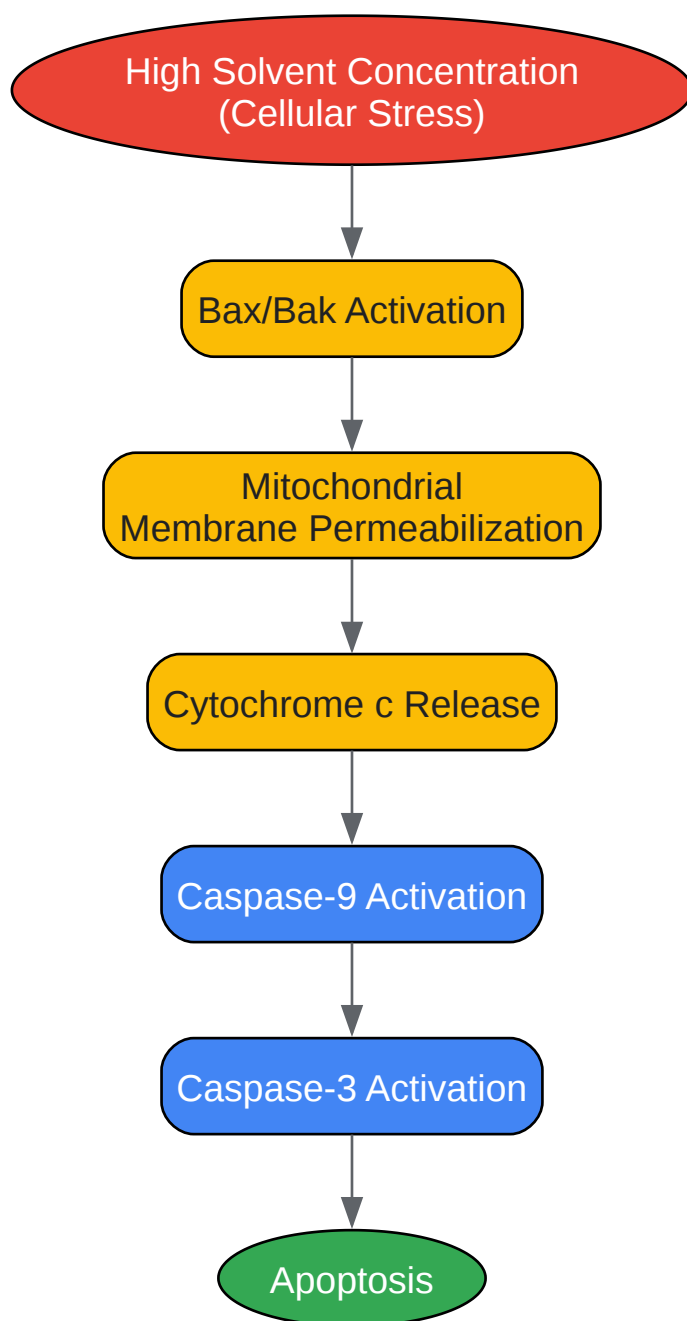 High Solvent Concentration
(Cellular Stress)
Bax/Bak Activation
Mitochondrial
Membrane Permeabilization
Cytochrome c Release
Caspase-9 Activation
Caspase-3 Activation
Apoptosis